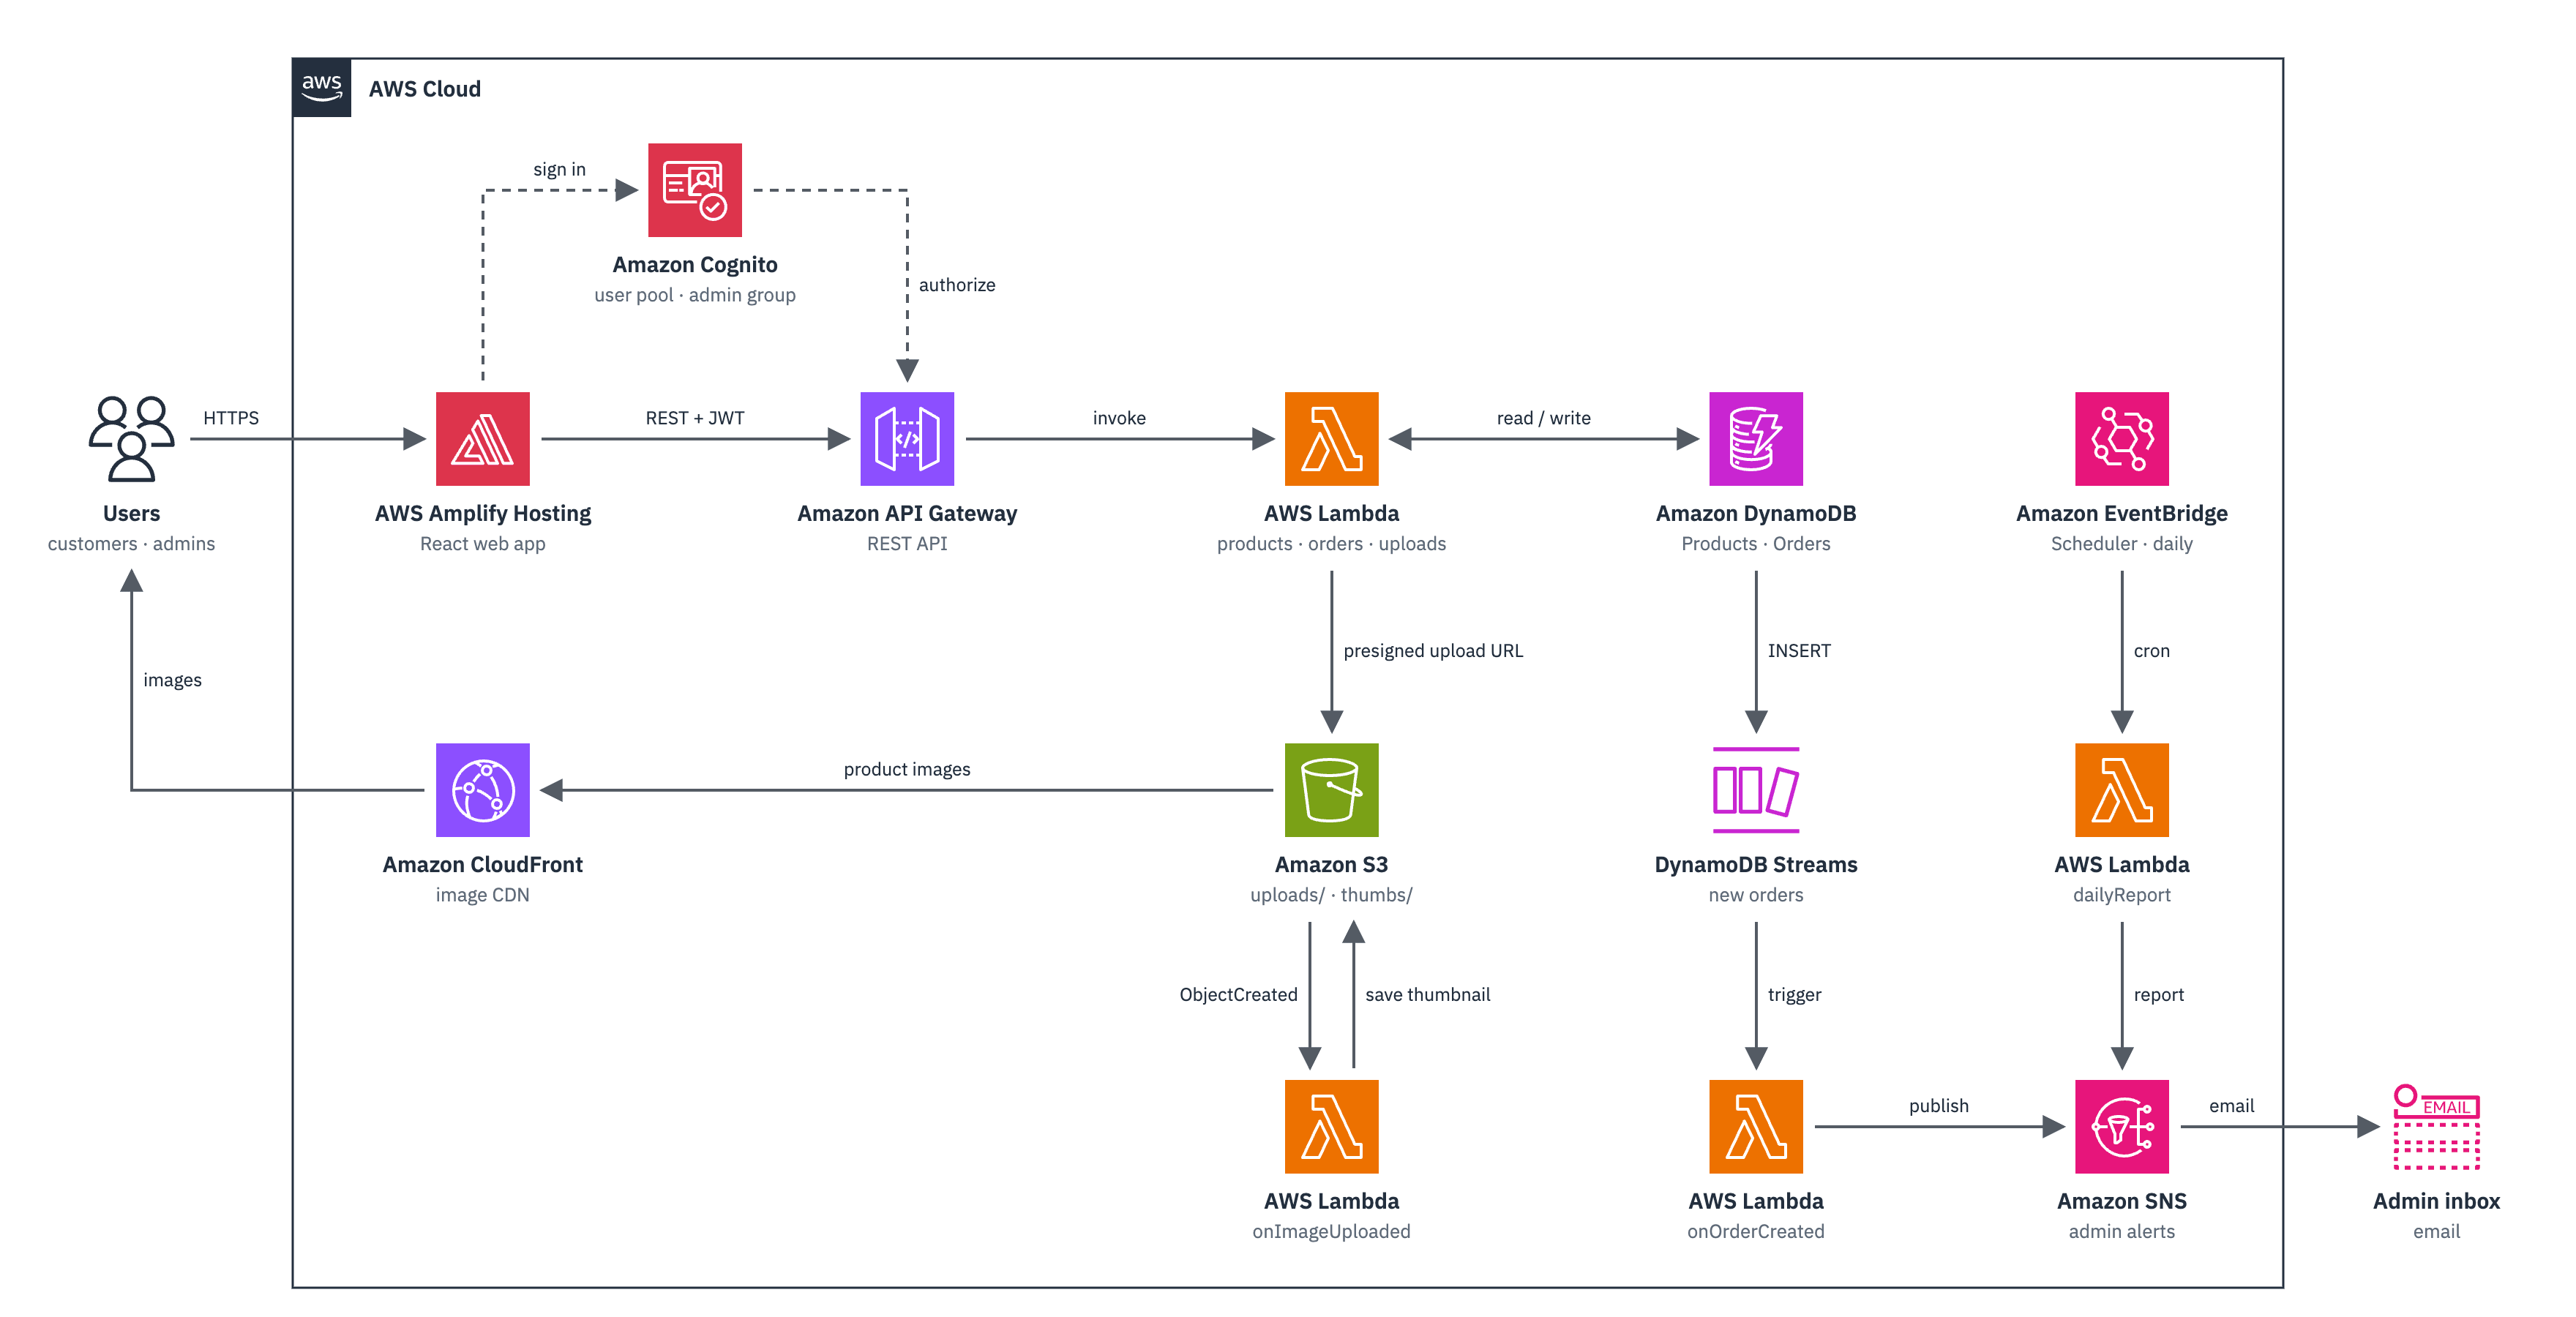 aws
AWS Cloud
sign in
Amazon Cognito
user pool · admin group
authorize
HTTPS
REST + JWT
invoke
read / write
Users
customers · admins
AWS Amplify Hosting
React web app
Amazon API Gateway
REST API
AWS Lambda
products · orders · uploads
Amazon DynamoDB
Products · Orders
Amazon EventBridge
Scheduler · daily
images
presigned upload URL
INSERT
cron
product images
Amazon CloudFront
image CDN
Amazon S3
uploads/ · thumbs/
DynamoDB Streams
new orders
AWS Lambda
dailyReport
ObjectCreated
save thumbnail
trigger
report
publish
email
EMAIL
AWS Lambda
onImageUploaded
AWS Lambda
onOrderCreated
Amazon SNS
admin alerts
Admin inbox
email